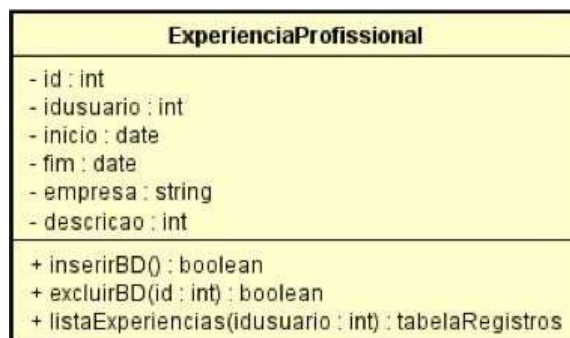 ExperienciaProfissional
- id : int
- idusuario : int
- inicio : date
- fim : date
- empresa : string
- descricao : int
+ inserirBD() : boolean
+ excluirBD(id : int) : boolean
+ listaExperiencias(idusuario : int) : tabelaRegistros